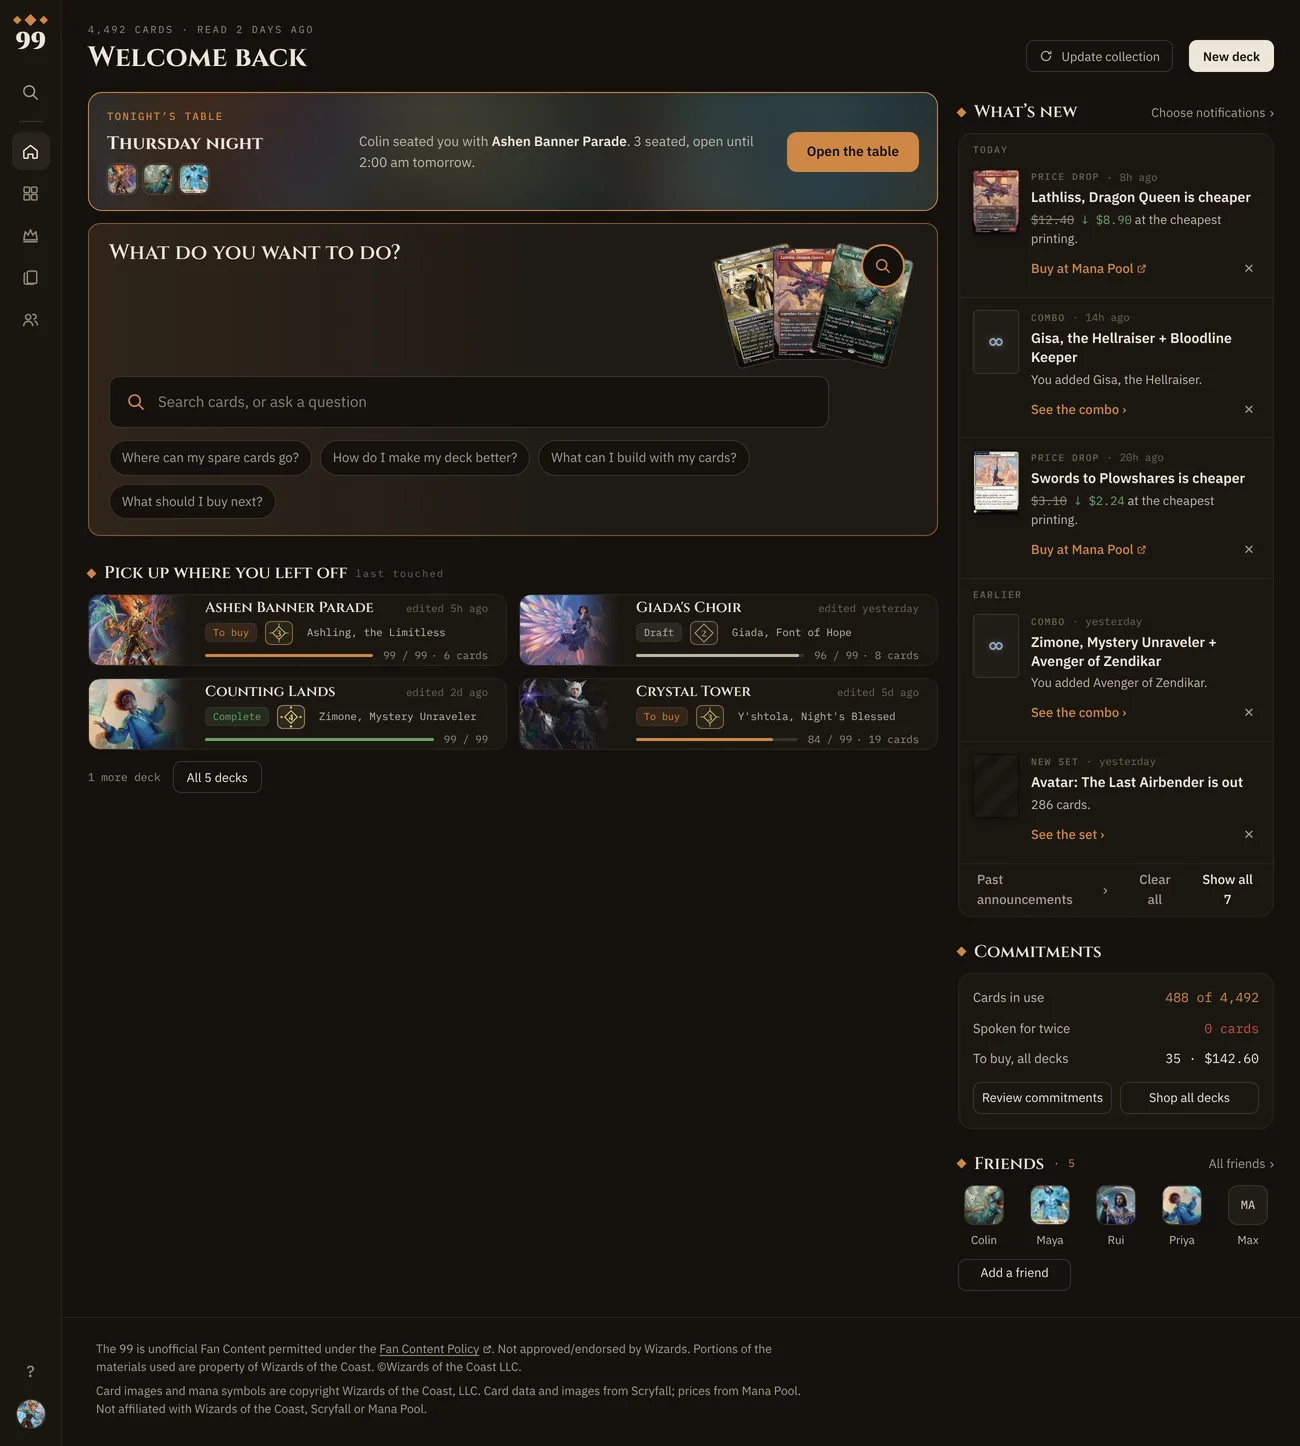 99
4,492 CARDS · READ 2 DAYS AGO
WELCOME BACK
Update collection
New deck
TONIGHT'S TABLE
THURSDAY NIGHT
Colin seated you with Ashen Banner Parade. 3 seated, open until
2:00 am tomorrow.
Open the table
WHAT DO YOU WANT TO DO?
Lathliss, Dragon Queen
Search cards, or ask a question
Where can my spare cards go?
How do I make my deck better?
What can I build with my cards?
What should I buy next?
PICK UP WHERE YOU LEFT OFF last touched
ASHEN BANNER PARADE edited 5h ago
To buy 3 Ashling, the Limitless
99 / 99 · 6 cards
GIADA'S CHOIR edited yesterday
Draft 2 Giada, Font of Hope
96 / 99 · 8 cards
COUNTING LANDS edited 2d ago
Complete 4 Zimone, Mystery Unraveler
99 / 99
CRYSTAL TOWER edited 5d ago
To buy 3 Y'shtola, Night's Blessed
84 / 99 · 19 cards
1 more deck
All 5 decks
WHAT'S NEW
Choose notifications ›
TODAY
PRICE DROP · 8h ago
Lathliss, Dragon Queen is cheaper
$12.40 ↓ $8.90 at the cheapest
printing.
Buy at Mana Pool
COMBO · 14h ago
Gisa, the Hellraiser + Bloodline
Keeper
You added Gisa, the Hellraiser.
See the combo ›
PRICE DROP · 20h ago
Swords to Plowshares is cheaper
$3.10 ↓ $2.24 at the cheapest
printing.
Buy at Mana Pool
EARLIER
COMBO · yesterday
Zimone, Mystery Unraveler +
Avenger of Zendikar
You added Avenger of Zendikar.
See the combo ›
NEW SET · yesterday
Avatar: The Last Airbender is out
286 cards.
See the set ›
Past
announcements ›
Clear
all
Show all
7
COMMITMENTS
Cards in use 488 of 4,492
Spoken for twice 0 cards
To buy, all decks 35 · $142.60
Review commitments
Shop all decks
FRIENDS · 5
All friends ›
MA
Colin
Maya
Rui
Priya
Max
Add a friend
?
The 99 is unofficial Fan Content permitted under the Fan Content Policy. Not approved/endorsed by Wizards. Portions of the
materials used are property of Wizards of the Coast. ©Wizards of the Coast LLC.
Card images and mana symbols are copyright Wizards of the Coast, LLC. Card data and images from Scryfall; prices from Mana Pool.
Not affiliated with Wizards of the Coast, Scryfall or Mana Pool.